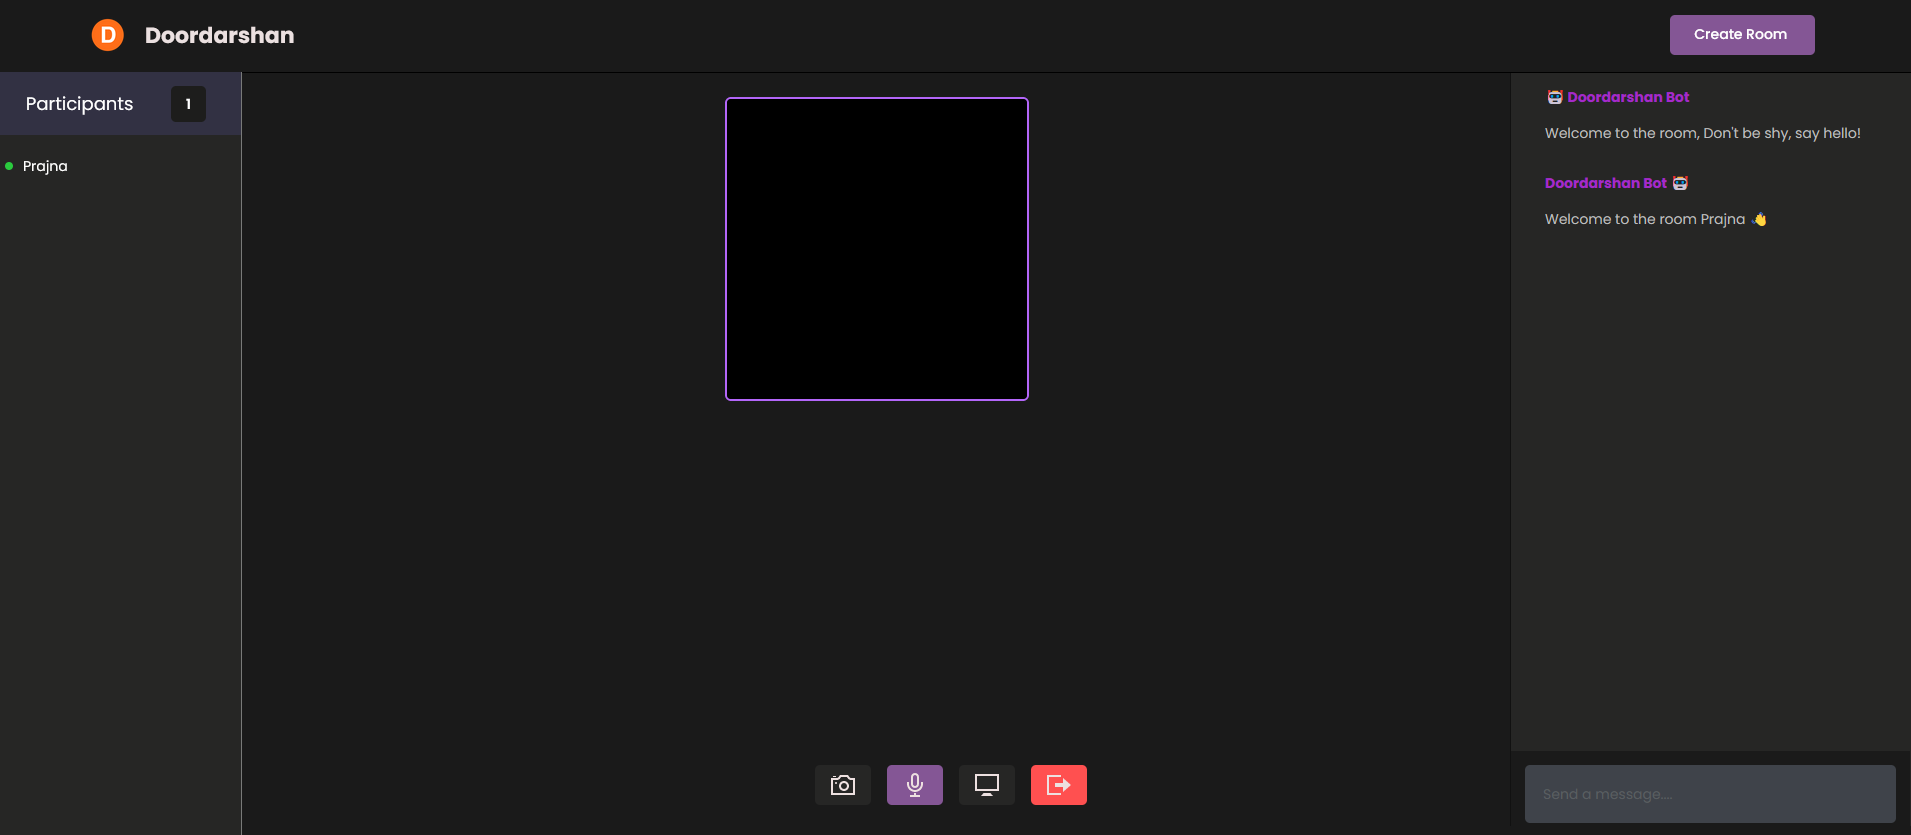 D Doordarshan
Create Room
Participants 1
Prajna
🤖 Doordarshan Bot
Welcome to the room, Don't be shy, say hello!
Doordarshan Bot 🤖
Welcome to the room Prajna 👋
Send a message....